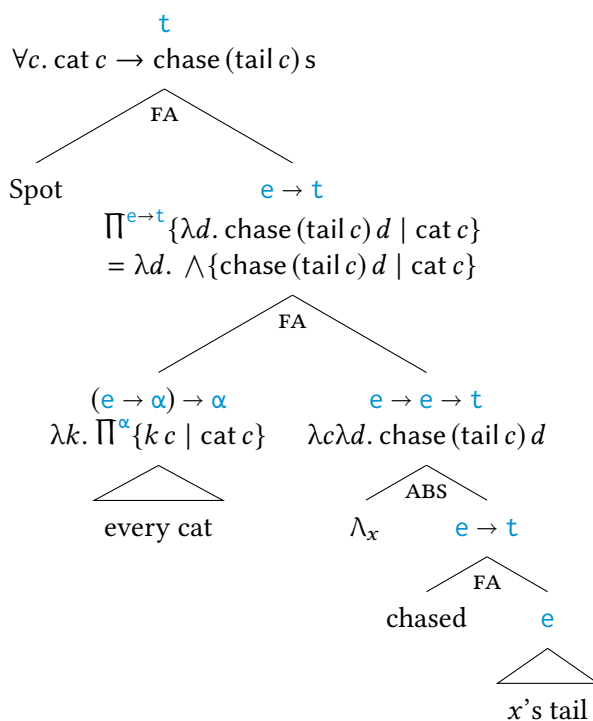 t
∀c. cat c → chase (tail c) s
FA
Spot
e → t
∏^{e→t} {λd. chase (tail c) d | cat c}
= λd. ⋀{chase (tail c) d | cat c}
FA
(e → α) → α
e → e → t
λk. ∏^α {k c | cat c}
λcλd. chase (tail c) d
ABS
every cat
Λ_x
e → t
FA
chased
e
x's tail